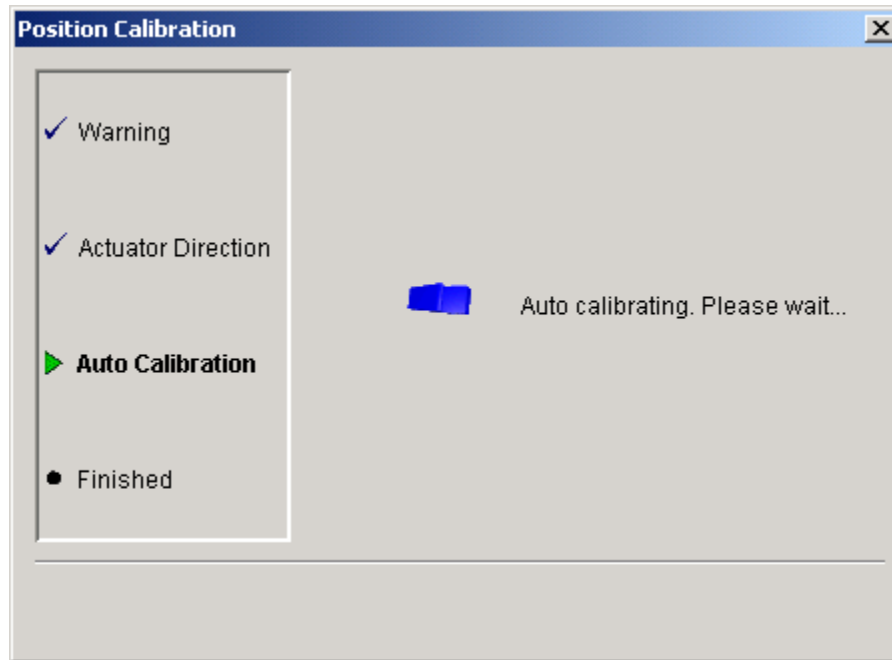 Position Calibration
Warning
Actuator Direction
Auto calibrating. Please wait...
Auto Calibration
Finished